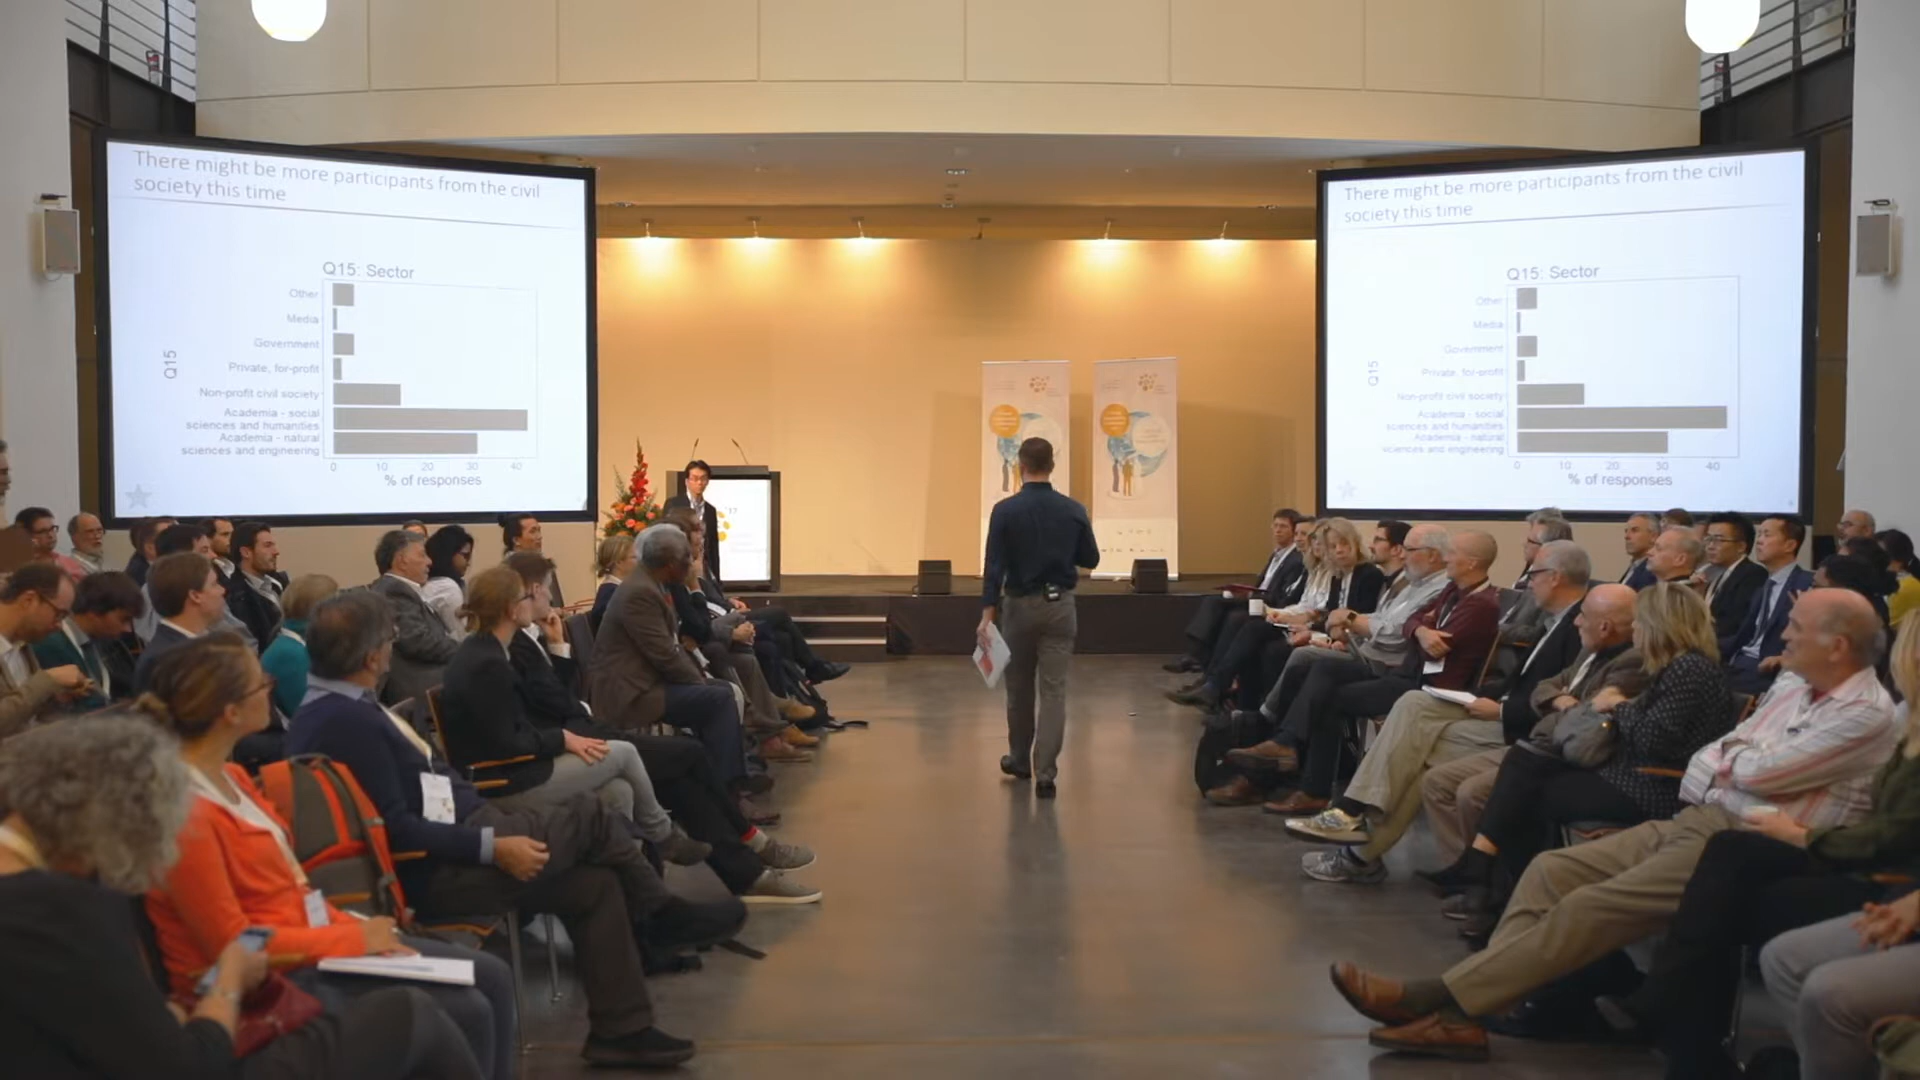 There might be more participants from the civil
society this time
Q15: Sector
Q15
Other
Media
Government
Private, for-profit
Non-profit civil society
Academia - social
sciences and humanities
Academia - natural
sciences and engineering
0 10 20 30 40
% of responses
'17
There might be more participants from the civil
society this time
Q15: Sector
Q15
Other
Media
Government
Private, for-profit
Non-profit civil society
Academia - social
sciences and humanities
Academia - natural
sciences and engineering
0 10 20 30 40
% of responses